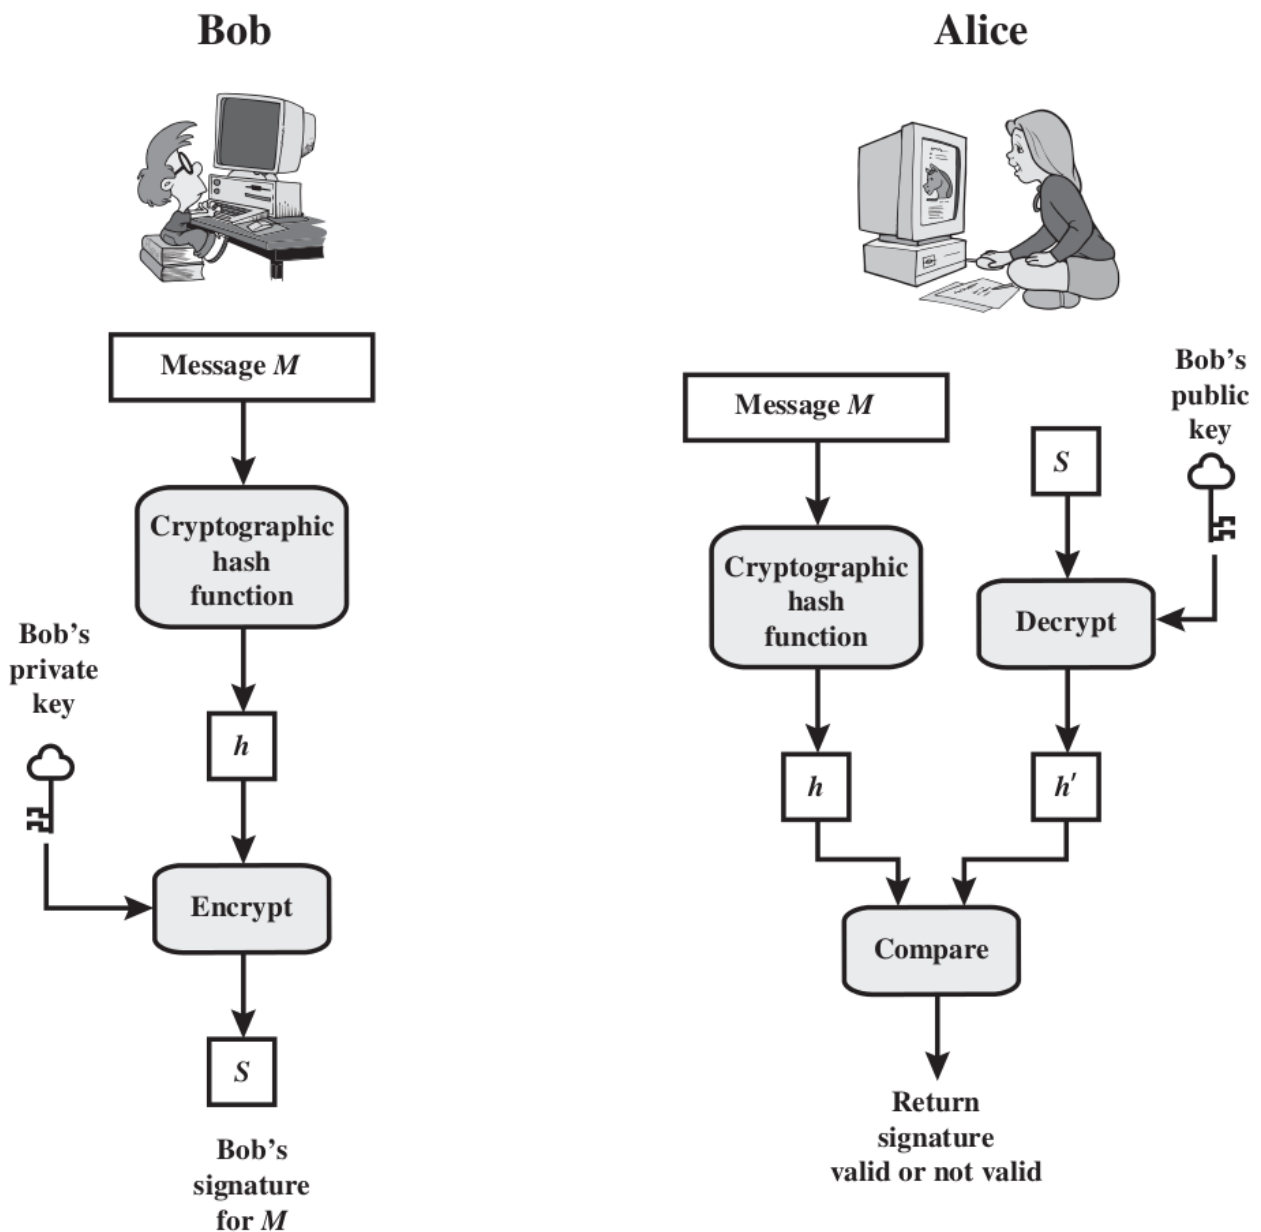 Bob
Alice
Message M
Cryptographic
hash
function
Bob’s
private
key
h
Encrypt
S
Bob’s
signature
for M
Message M
Cryptographic
hash
function
h
S
Bob’s
public
key
Decrypt
h′
Compare
Return
signature
valid or not valid